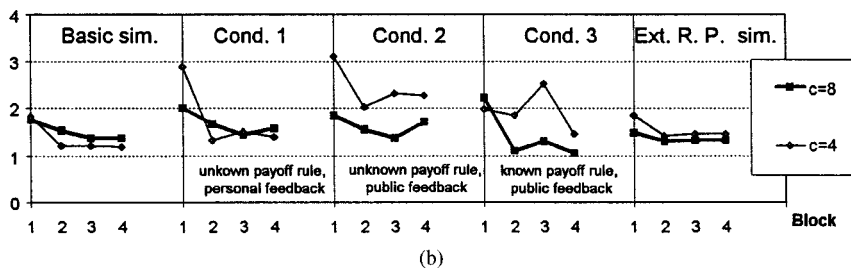 4
3
2
1
0
Basic sim.
Cond. 1
Cond. 2
Cond. 3
Ext. R. P. sim.
c=8
c=4
unkown payoff rule,
personal feedback
unknown payoff rule,
public feedback
known payoff rule,
public feedback
1 2 3 4 1 2 3 4 1 2 3 4 1 2 3 4 1 2 3 4
Block
(b)